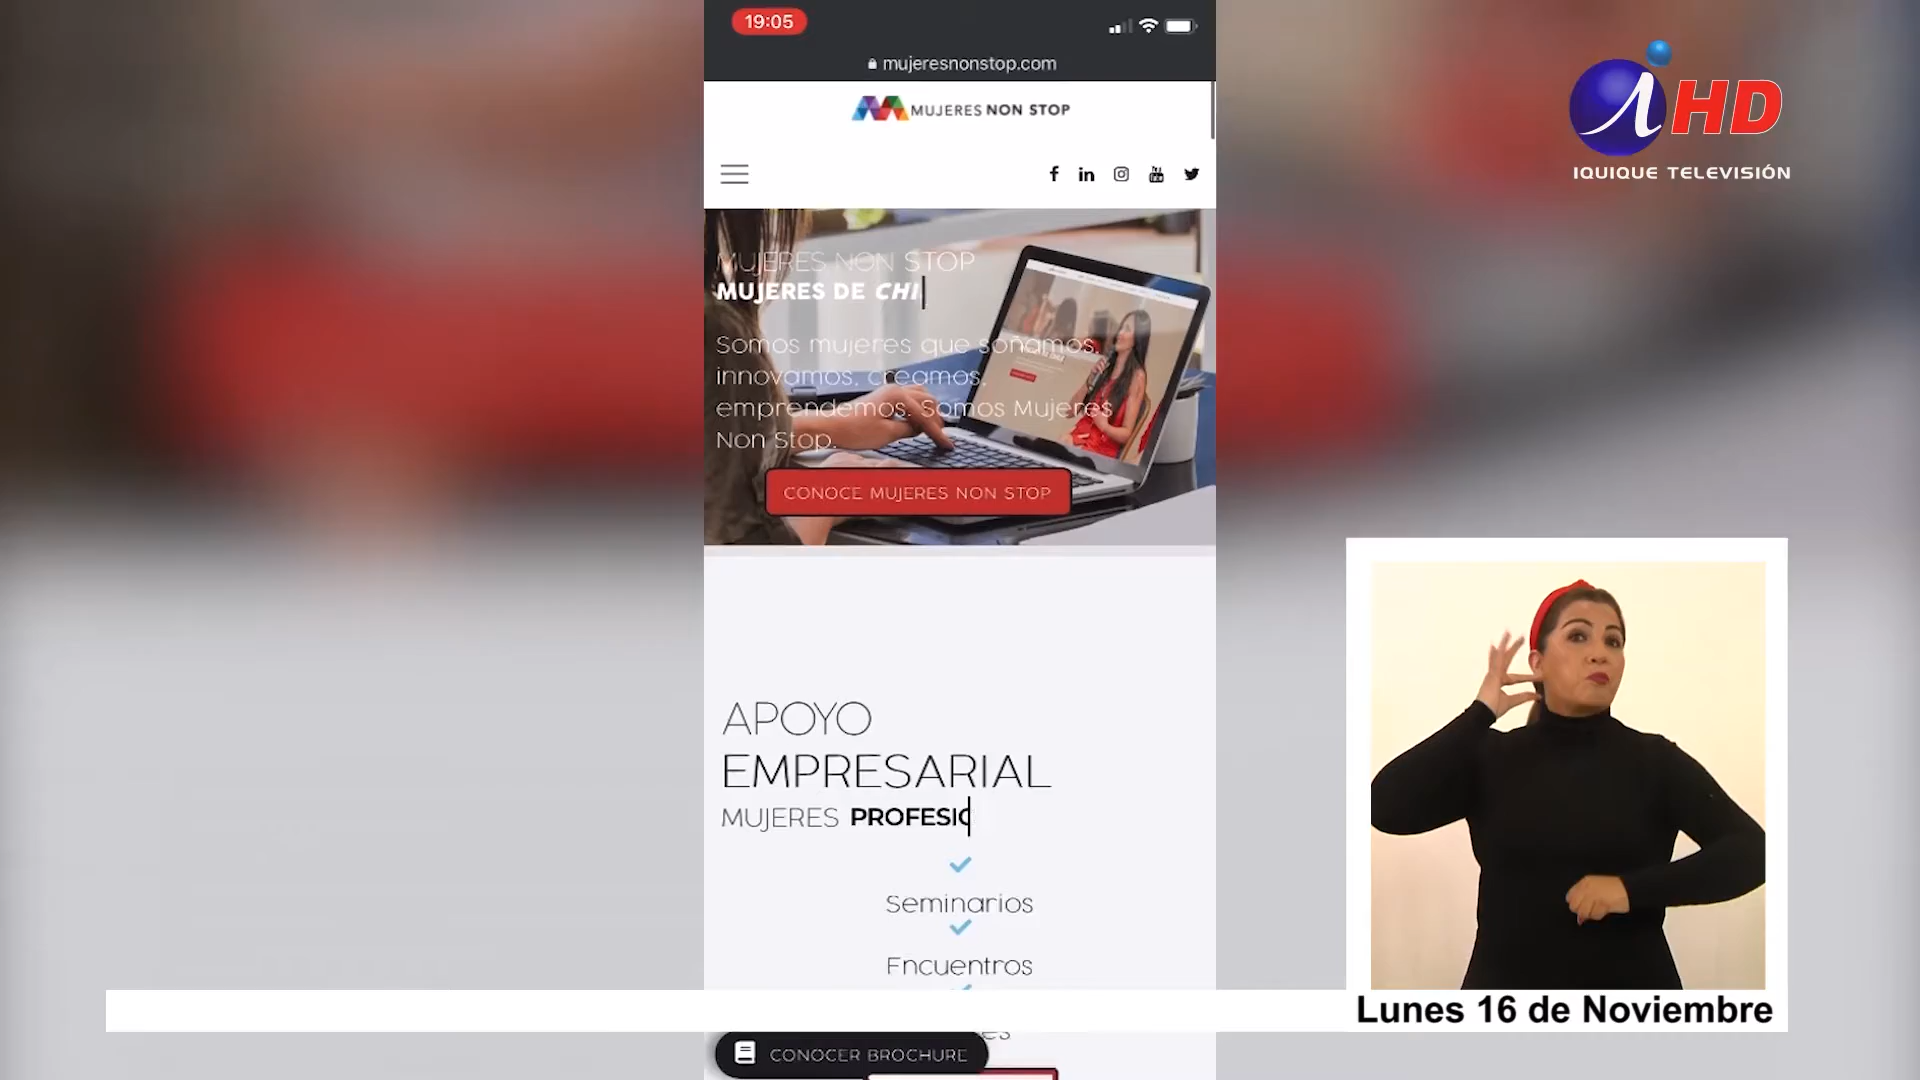 19:05
mujeresnonstop.com
MUJERES NON STOP
HD
IQUIQUE TELEVISIÓN
MUJERES NON STOP
MUJERES DE CHI
Somos mujeres que soñamos,
innovamos, creamos,
emprendemos. Somos Mujeres
Non Stop.
CONOCE MUJERES NON STOP
APOYO
EMPRESARIAL
MUJERES PROFESIO
Seminarios
Encuentros
Lunes 16 de Noviembre
CONOCER BROCHURE